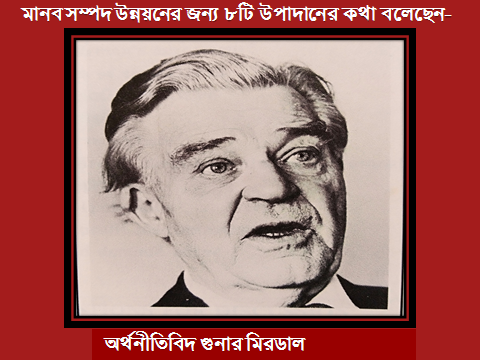 মানব সম্পদ উন্নয়নের জন্য ৮টি উপাদানের কথা বলেছেন-
অর্থনীতিবিদ গুনার মিরডাল